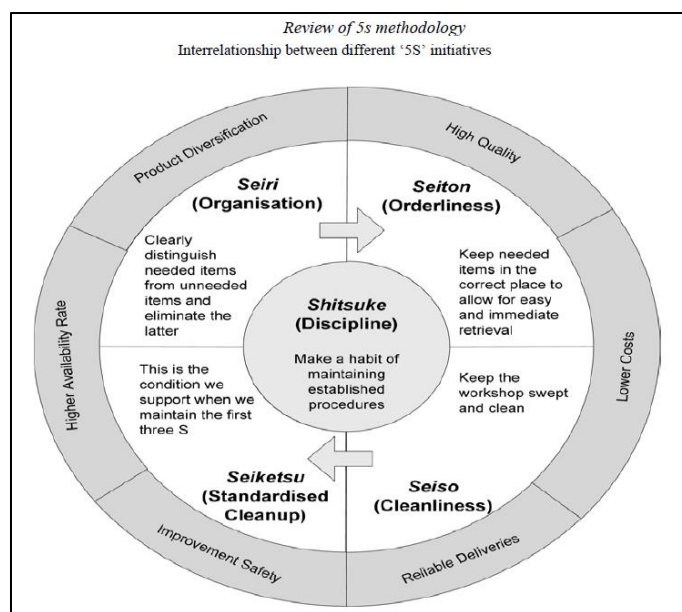 Review of 5s methodology
Interrelationship between different ‘5S’ initiatives
Product Diversification
High Quality
Seiri
(Organisation)
Seiton
(Orderliness)
Clearly
distinguish
needed items
from unneeded
items and
eliminate the
latter
Keep needed
items in the
correct place to
allow for easy
and immediate
retrieval
Shitsuke
(Discipline)
Make a habit of
maintaining
established
procedures
Higher Availability Rate
Lower Costs
This is the
condition we
support when we
maintain the first
three S
Keep the
workshop swept
and clean
Seiketsu
(Standardised
Cleanup)
Seiso
(Cleanliness)
Improvement Safety
Reliable Deliveries